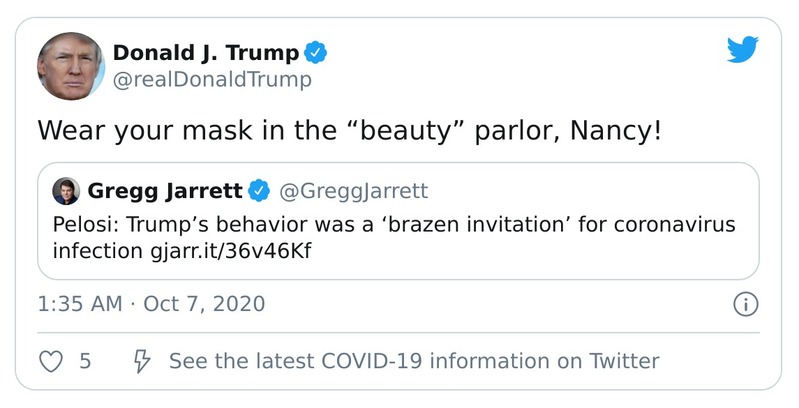 Donald J. Trump
@realDonaldTrump
Wear your mask in the “beauty” parlor, Nancy!
Gregg Jarrett @GreggJarrett
Pelosi: Trump’s behavior was a ‘brazen invitation’ for coronavirus
infection gjarr.it/36v46Kf
1:35 AM · Oct 7, 2020
5 See the latest COVID-19 information on Twitter